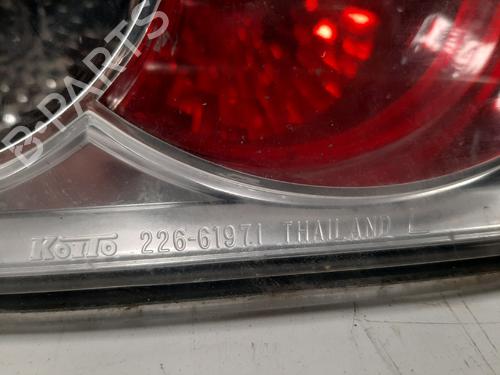 B-PARTS
KOITO 226-61971 THAILAND L